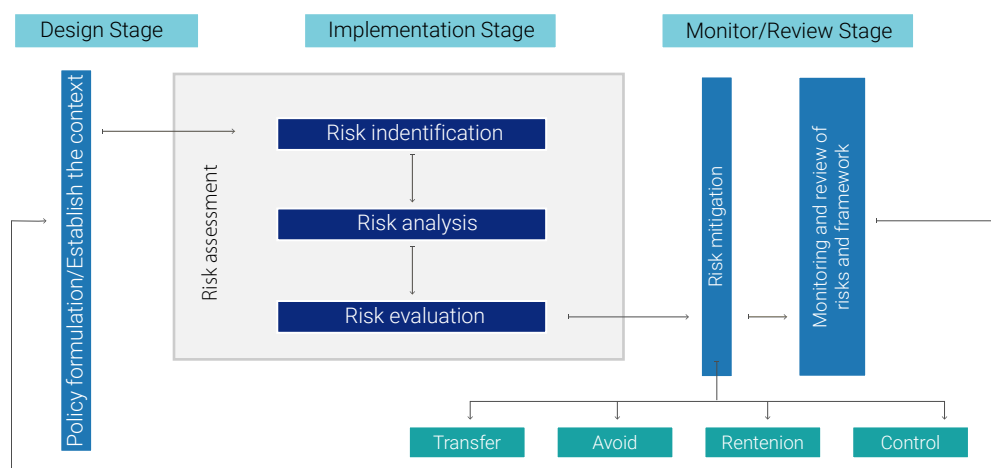 Design Stage
Implementation Stage
Monitor/Review Stage
Policy formulation/Establish the context
Risk assessment
Risk indentification
Risk analysis
Risk evaluation
Risk mitigation
Monitoring and review of
risks and framework
Transfer
Avoid
Rentenion
Control